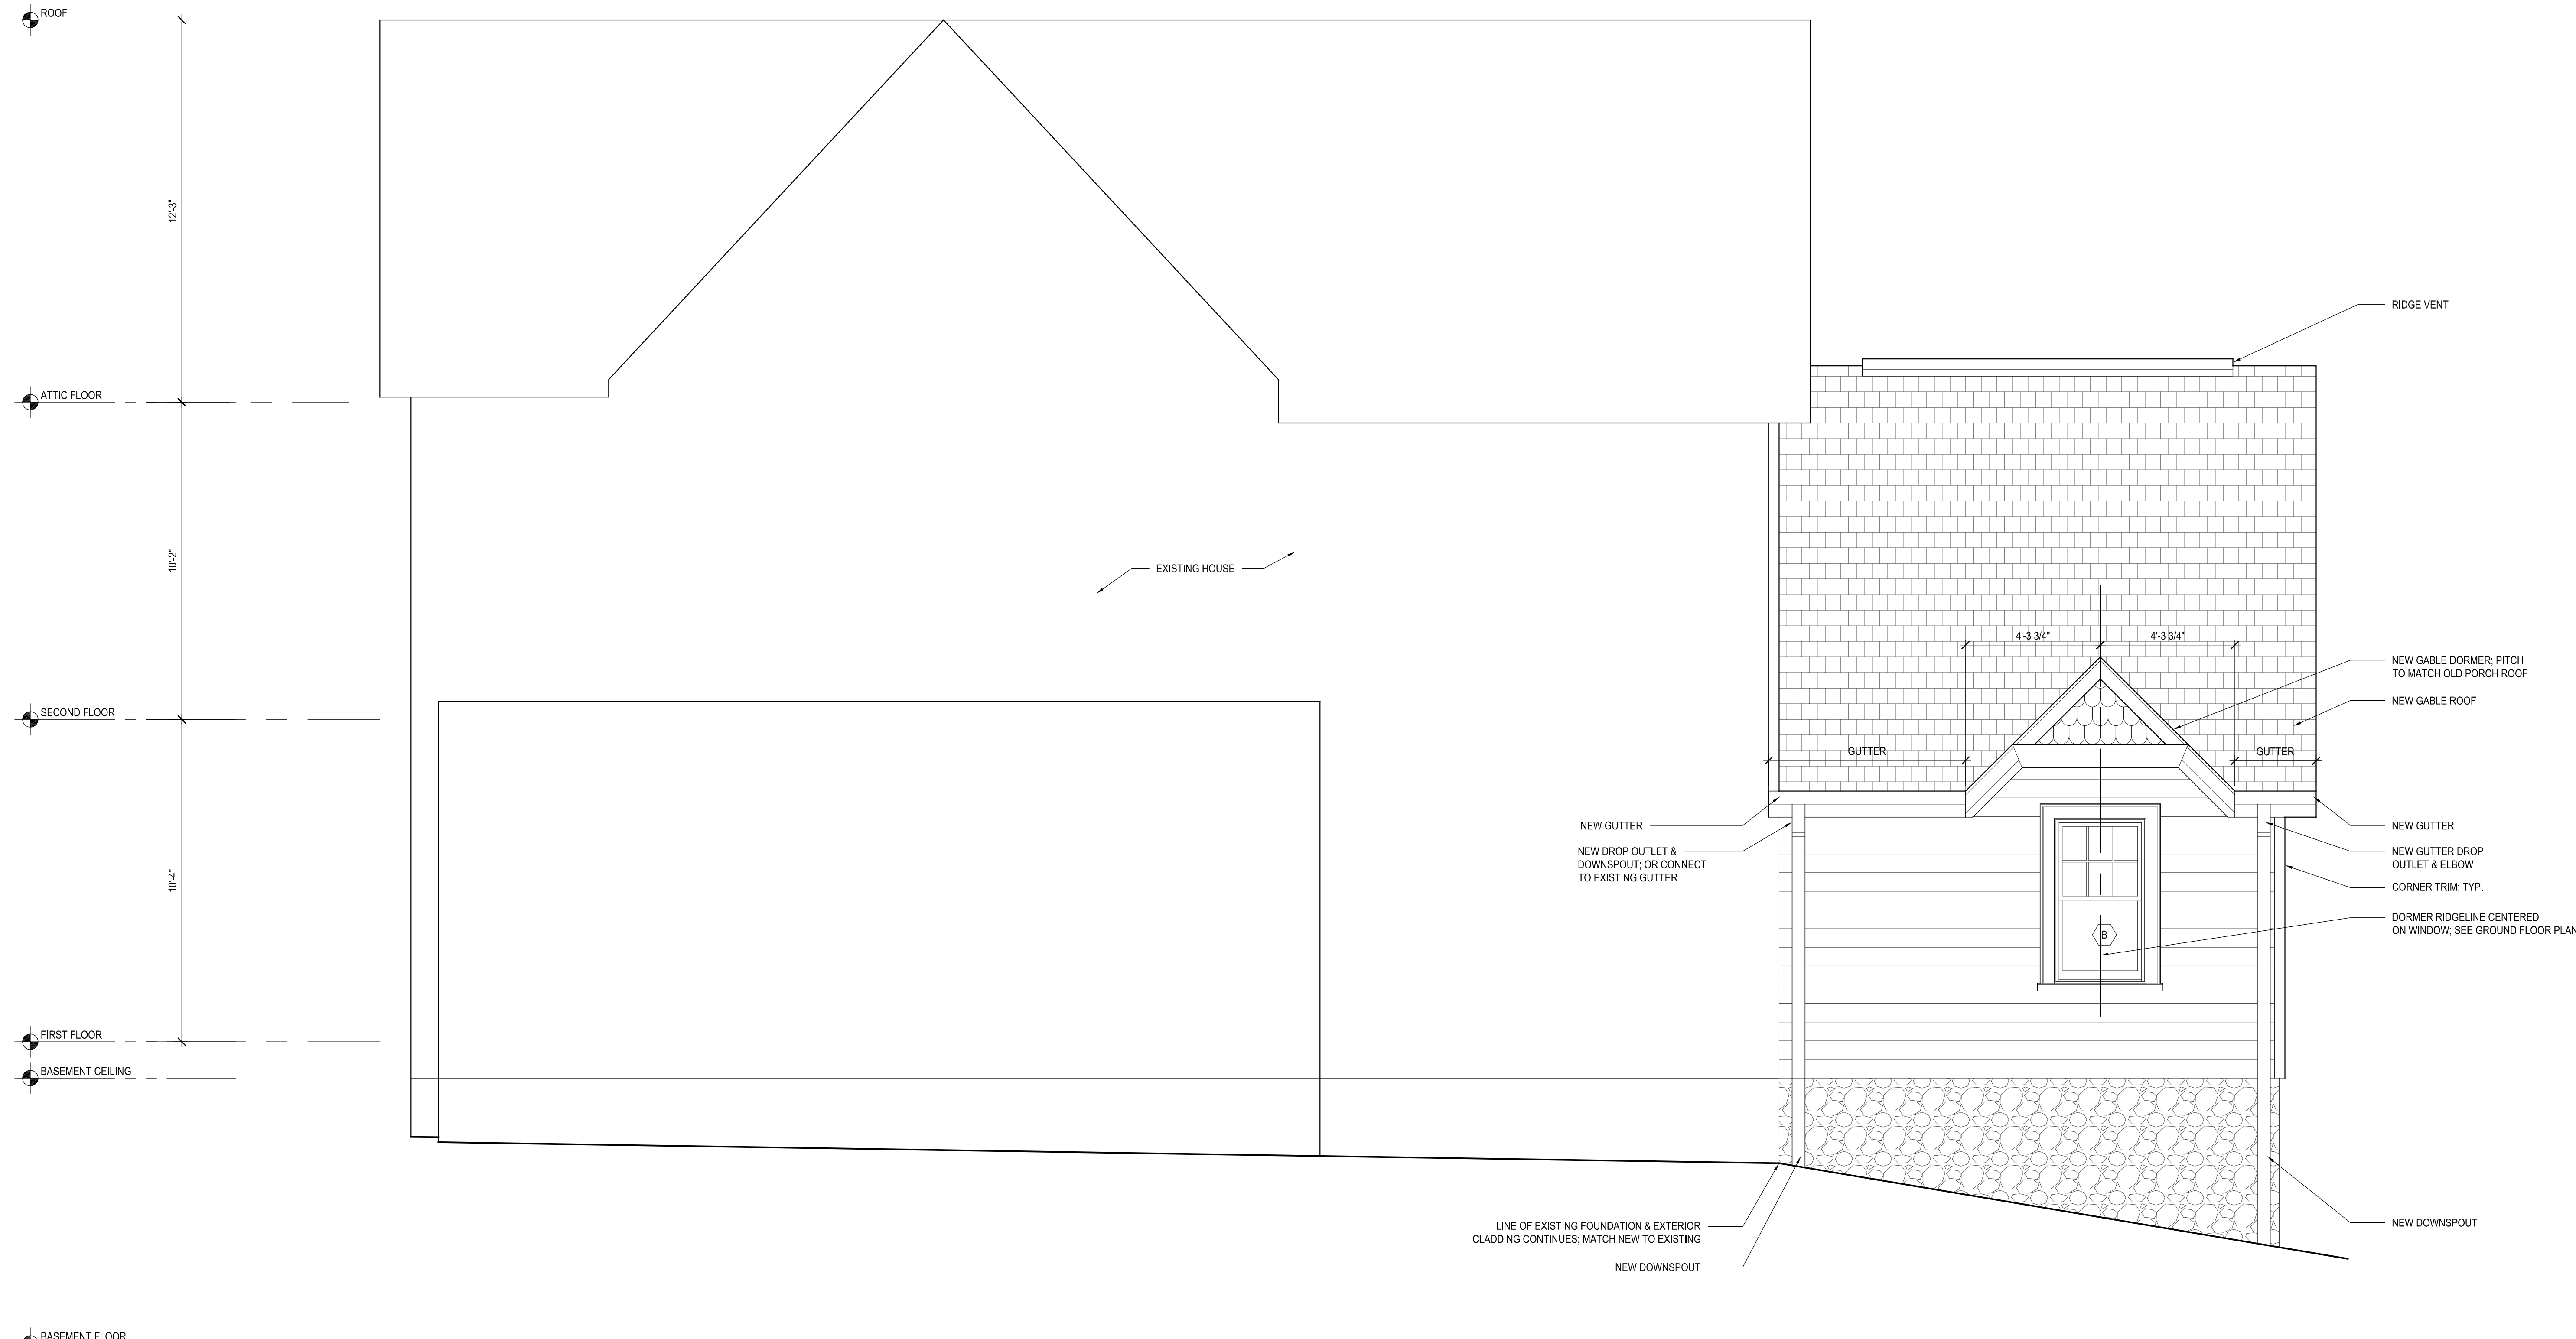 ROOF
12'-3"
RIDGE VENT
ATTIC FLOOR
10'-2"
EXISTING HOUSE
4'-3 3/4"
4'-3 3/4"
NEW GABLE DORMER; PITCH
TO MATCH OLD PORCH ROOF
NEW GABLE ROOF
SECOND FLOOR
GUTTER
GUTTER
NEW GUTTER
NEW DROP OUTLET &
DOWNSPOUT; OR CONNECT
TO EXISTING GUTTER
NEW GUTTER
NEW GUTTER DROP
OUTLET & ELBOW
CORNER TRIM; TYP.
10'-4"
DORMER RIDGELINE CENTERED
ON WINDOW; SEE GROUND FLOOR PLAN
B
FIRST FLOOR
BASEMENT CEILING
LINE OF EXISTING FOUNDATION & EXTERIOR
CLADDING CONTINUES; MATCH NEW TO EXISTING
NEW DOWNSPOUT
NEW DOWNSPOUT
BASEMENT FLOOR